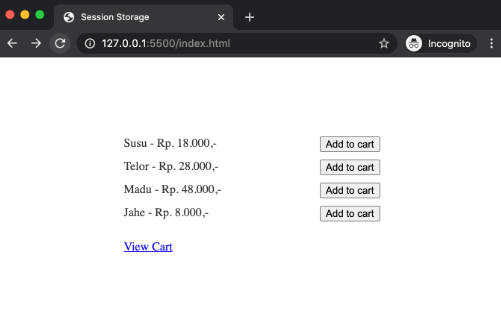 Session Storage
127.0.0.1:5500/index.html
Incognito
Susu - Rp. 18.000,- Add to cart
Telor - Rp. 28.000,- Add to cart
Madu - Rp. 48.000,- Add to cart
Jahe - Rp. 8.000,- Add to cart
View Cart